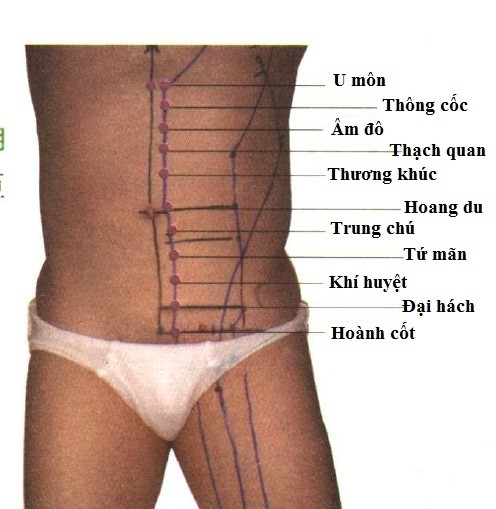 U môn
Thông cốc
Âm đô
Thạch quan
Thương khúc
Hoang du
Trung chú
Tứ mãn
Khí huyệt
Đại hách
Hoành cốt